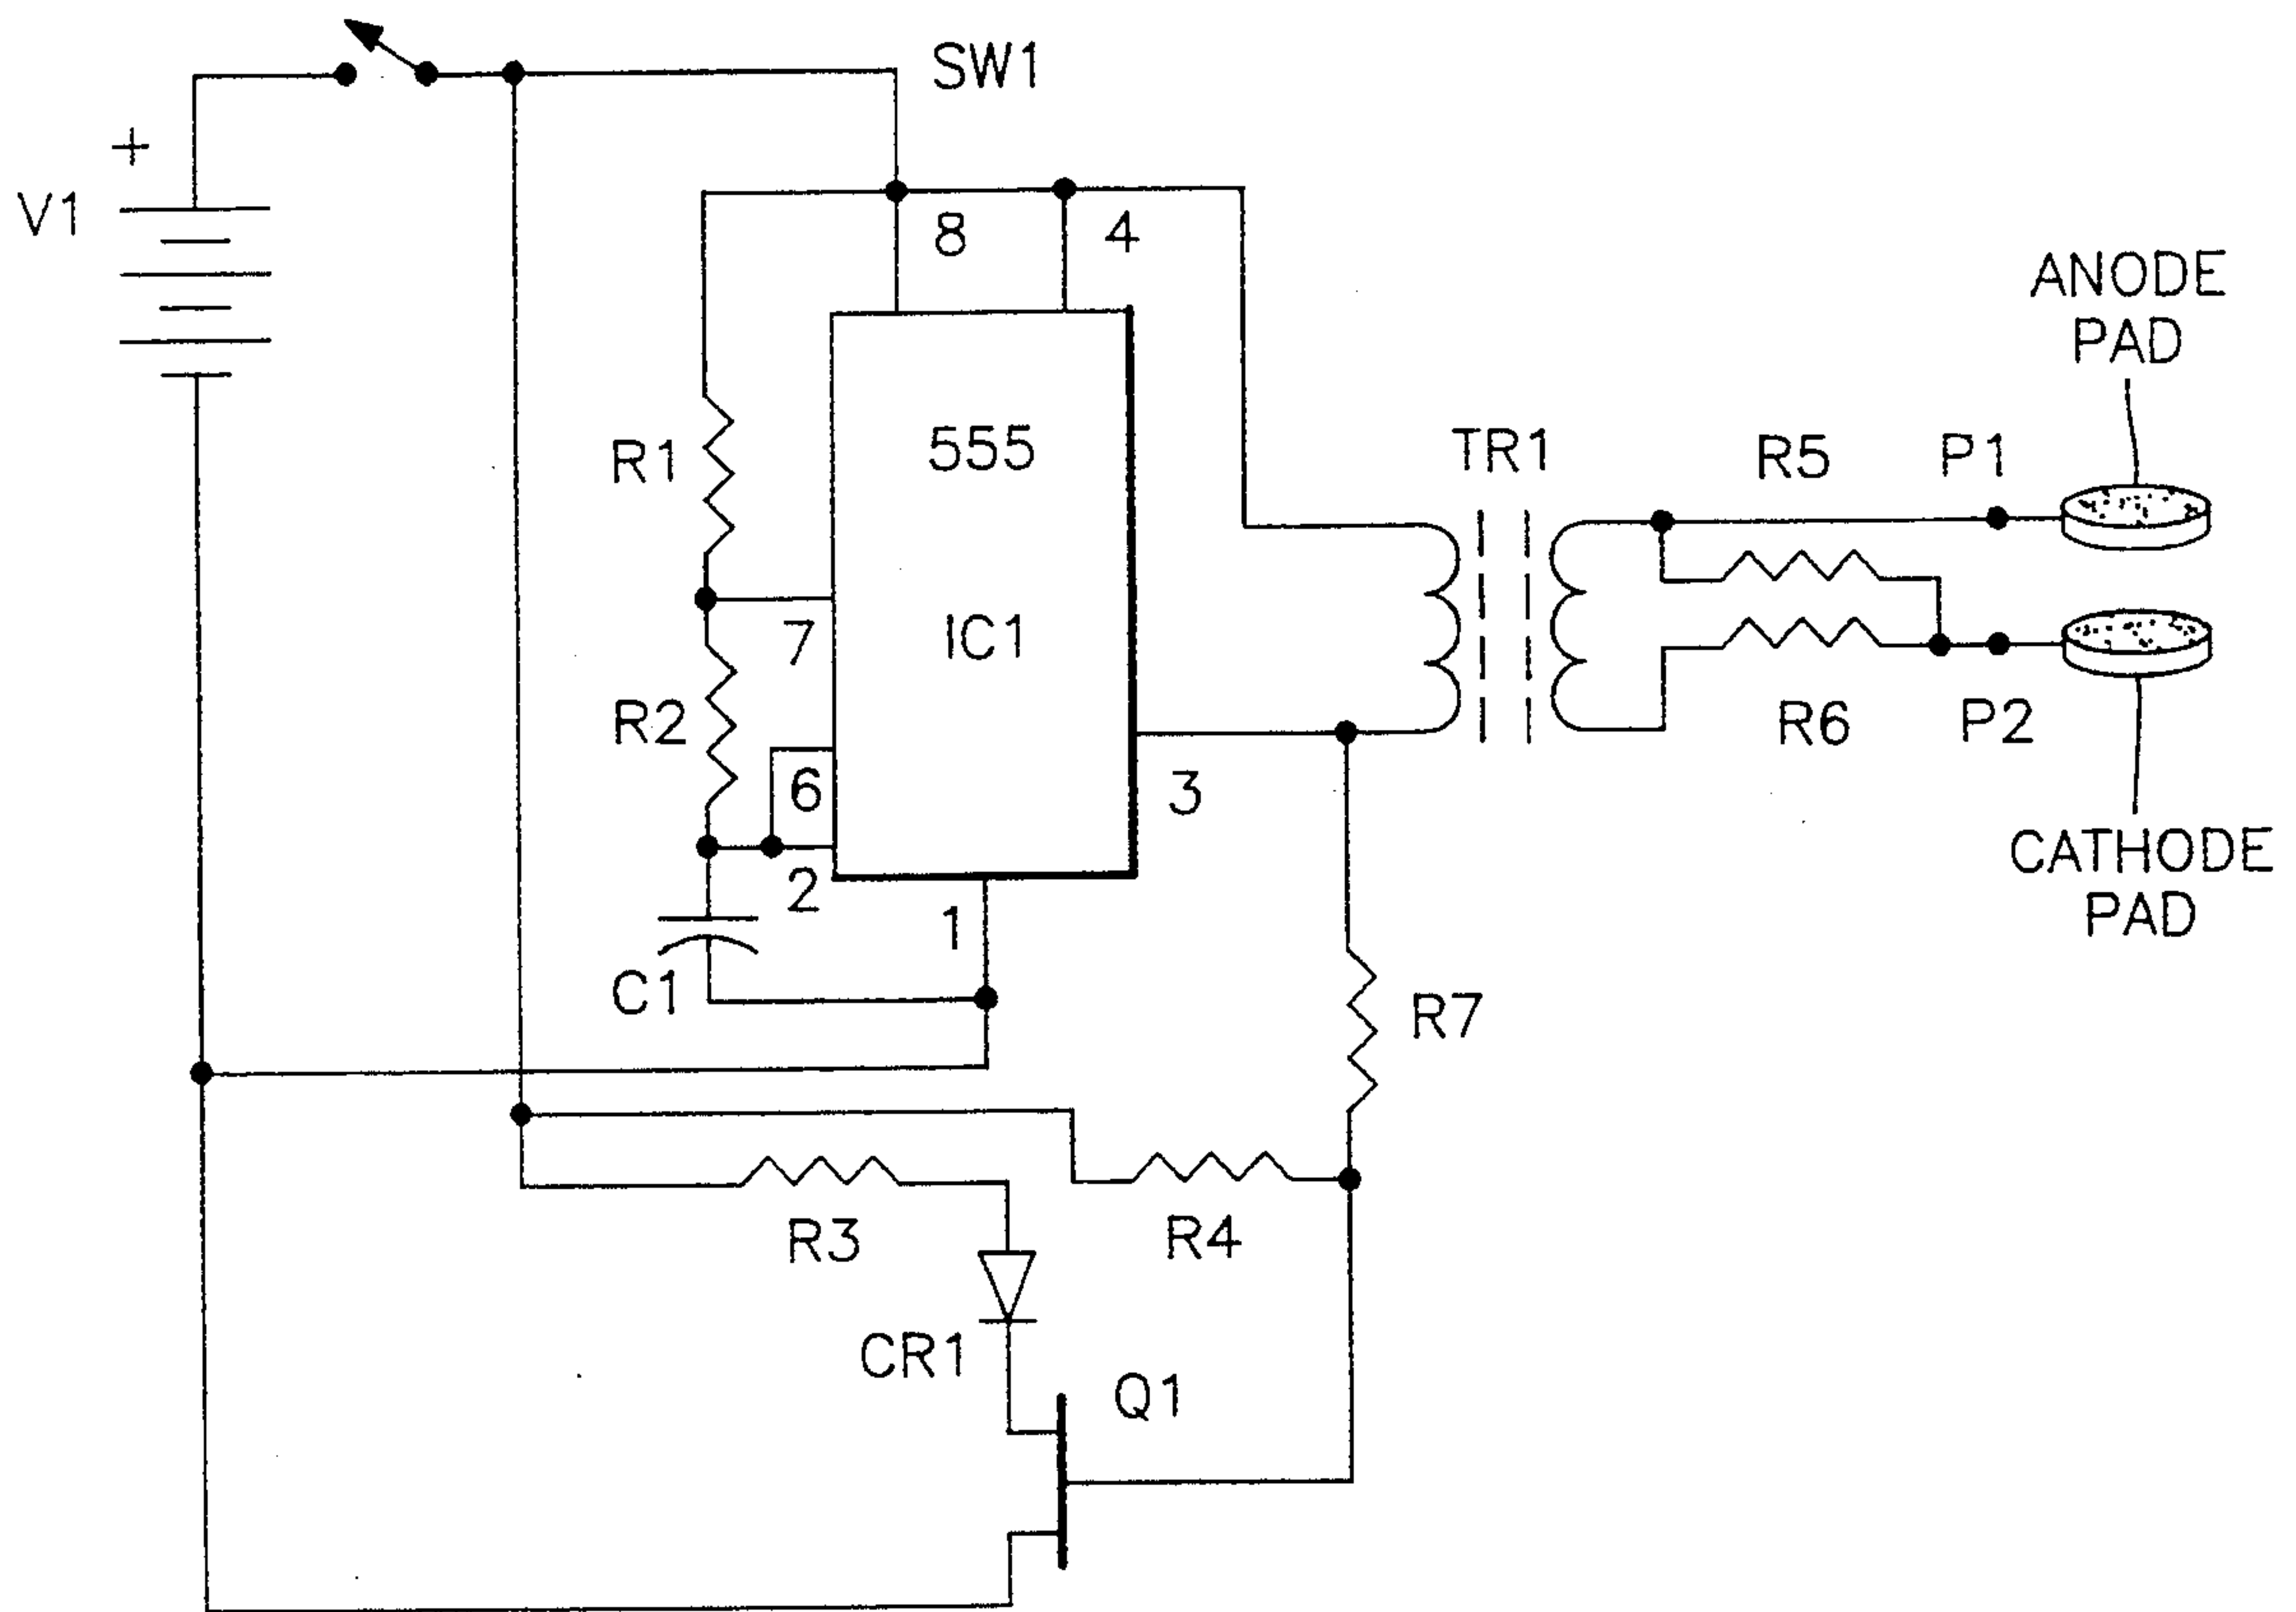 SW1
+
V1
8
4
ANODE
PAD
R1
555
TR1
R5
P1
7
IC1
R2
6
3
R6
P2
2
1
CATHODE
PAD
C1
R7
R3
R4
CR1
Q1